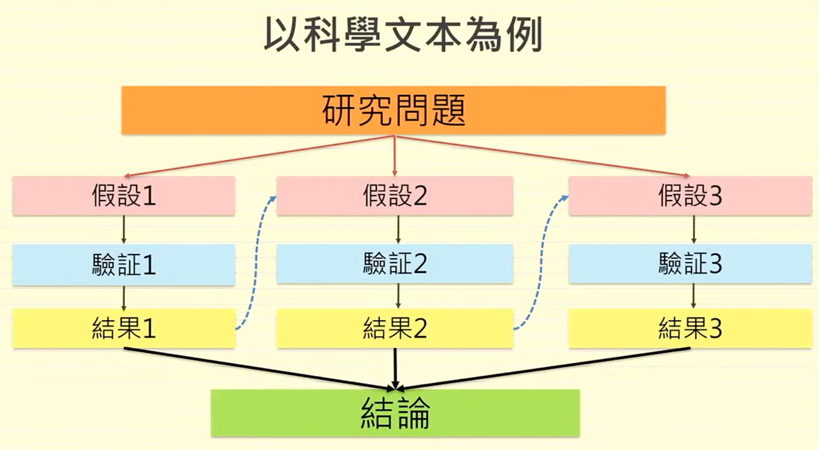 以科學文本為例
研究問題
假設1
假設2
假設3
驗証1
驗証2
驗証3
結果1
結果2
結果3
結論